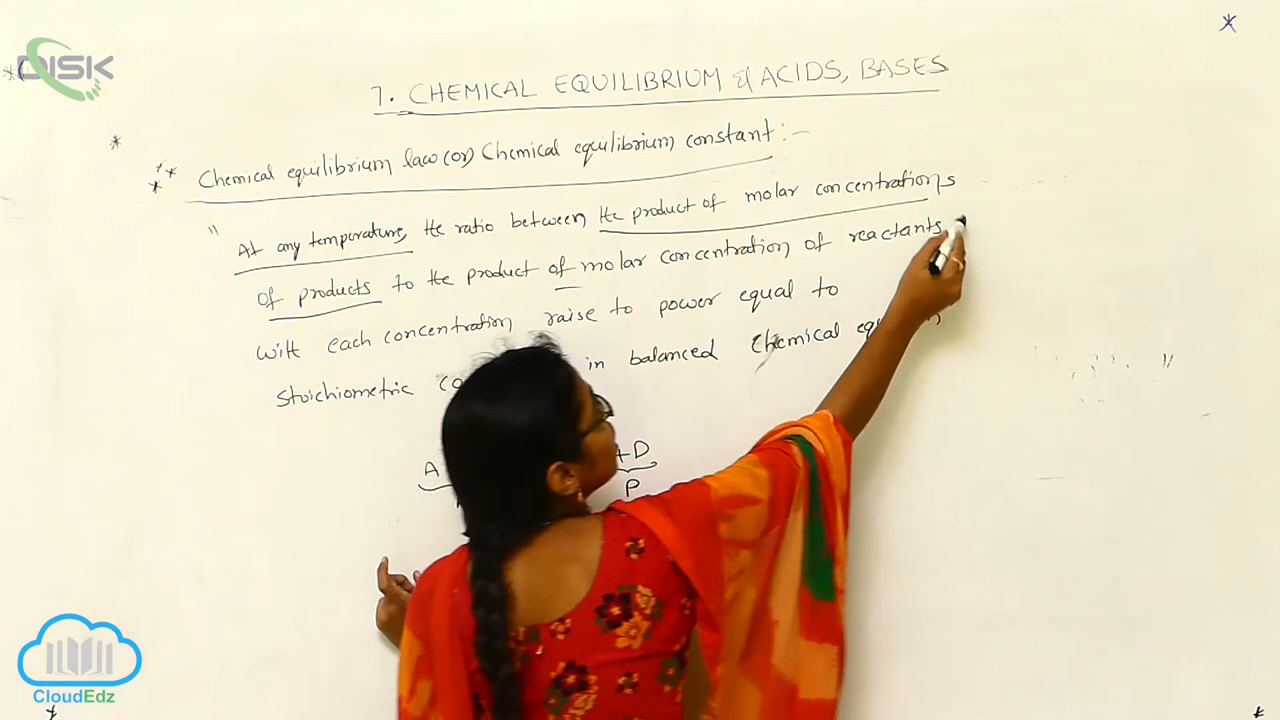 DISK
7. CHEMICAL EQUILIBRIUM & ACIDS, BASES
Chemical equilibrium law (or) Chemical equilibrium constant :-
" At any temperature, the ratio between the product of molar concentrations
of products to the product of molar concentration of reactants
with each concentration raise to power equal to
stoichiometric in balanced chemical
A +D
P
CloudEdz